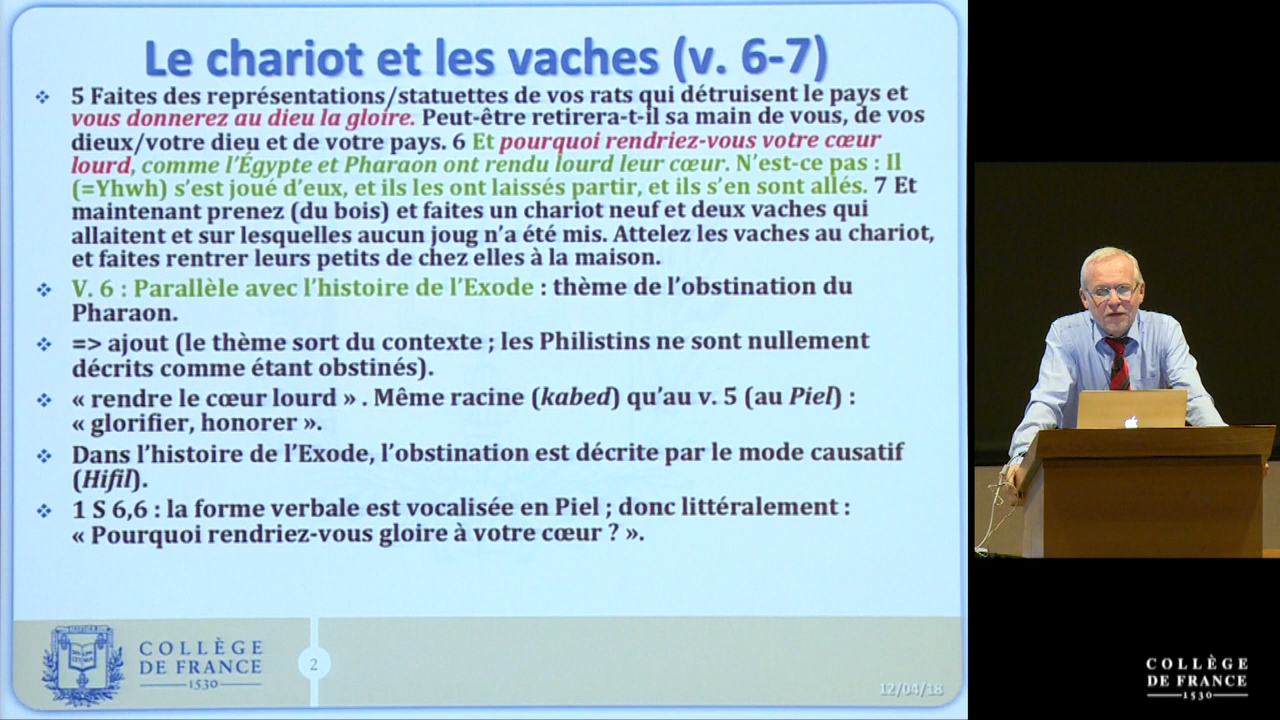 Le chariot et les vaches (v. 6-7)
❖ 5 Faites des représentations/statuettes de vos rats qui détruisent le pays et
vous donnerez au dieu la gloire. Peut-être retirera-t-il sa main de vous, de vos
dieux/votre dieu et de votre pays. 6 Et pourquoi rendriez-vous votre cœur
lourd, comme l'Égypte et Pharaon ont rendu lourd leur cœur. N'est-ce pas : Il
(=Yhwh) s'est joué d'eux, et ils les ont laissés partir, et ils s'en sont allés. 7 Et
maintenant prenez (du bois) et faites un chariot neuf et deux vaches qui
allaitent et sur lesquelles aucun joug n'a été mis. Attelez les vaches au chariot,
et faites rentrer leurs petits de chez elles à la maison.
❖ V. 6 : Parallèle avec l'histoire de l'Exode : thème de l'obstination du
Pharaon.
❖ => ajout (le thème sort du contexte ; les Philistins ne sont nullement
décrits comme étant obstinés).
❖ « rendre le cœur lourd » . Même racine (kabed) qu'au v. 5 (au Piel) :
« glorifier, honorer ».
❖ Dans l'histoire de l'Exode, l'obstination est décrite par le mode causatif
(Hifil).
❖ 1 S 6,6 : la forme verbale est vocalisée en Piel ; donc littéralement :
« Pourquoi rendriez-vous gloire à votre cœur ? ».
COLLÈGE
DE FRANCE
1530
2
12/04/18
COLLÈGE
DE FRANCE
1530